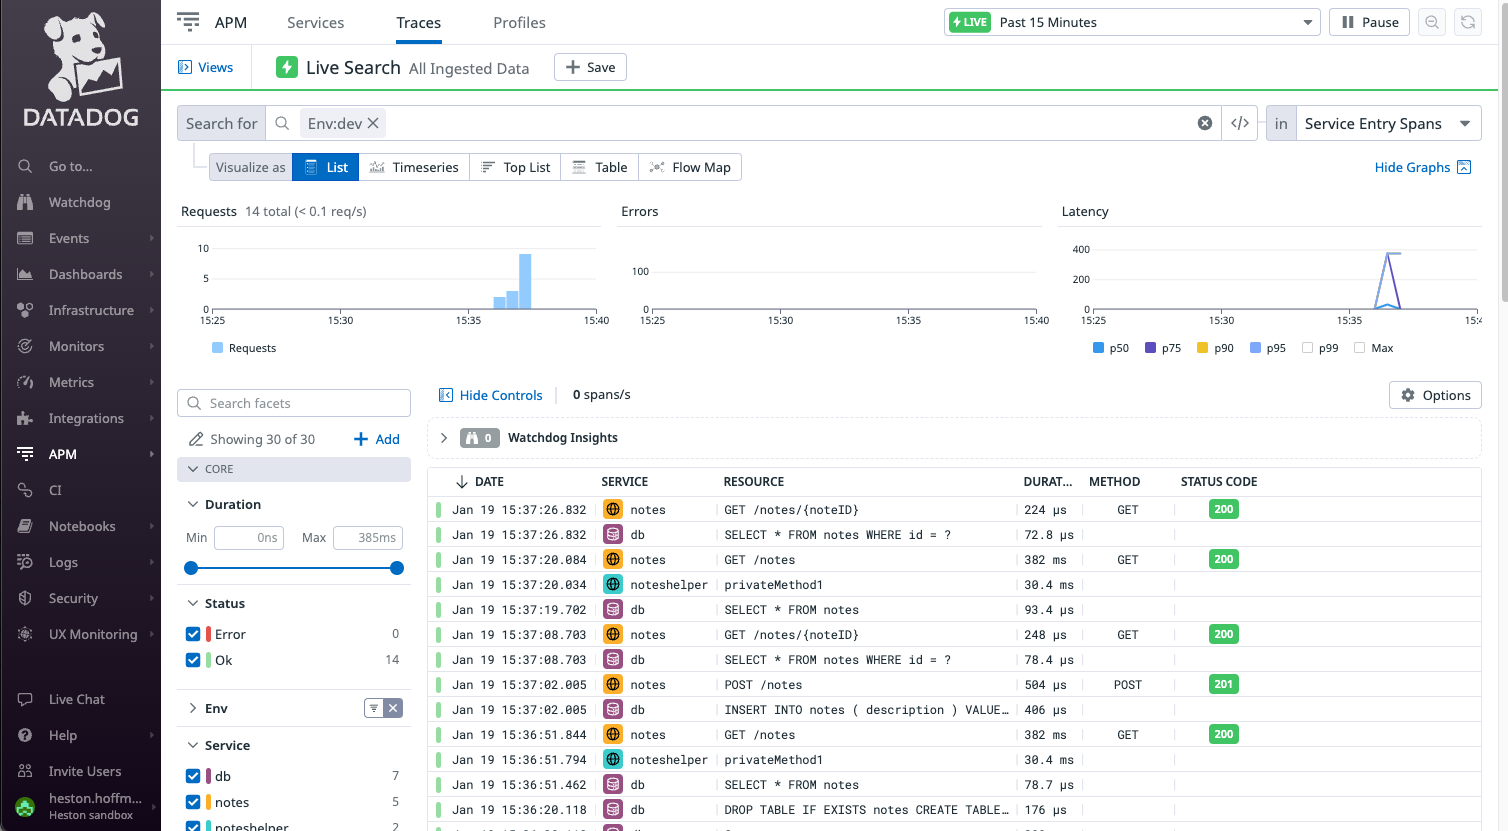 DATADOG
Go to...
Watchdog
Events
Dashboards
Infrastructure
Monitors
Metrics
Integrations
APM
CI
Notebooks
Logs
Security
UX Monitoring
Live Chat
Help
Invite Users
heston.hoffm...
Heston sandbox
APM Services Traces Profiles
LIVE Past 15 Minutes Pause
Views Live Search All Ingested Data Save
Search for Env:dev </> in Service Entry Spans
Visualize as List Timeseries Top List Table Flow Map Hide Graphs
Requests 14 total (< 0.1 req/s)
10
5
0
15:25 15:30 15:35 15:40
Requests
Errors
100
0
15:25 15:30 15:35 15:40
Latency
400
200
0
15:25 15:30 15:35 15:4
p50 p75 p90 p95 p99 Max
Search facets
Showing 30 of 30 Add
CORE
Duration
Min 0ns Max 385ms
Status
Error 0
Ok 14
Env
Service
db 7
notes 5
noteshelper 2
Hide Controls 0 spans/s Options
0 Watchdog Insights
DATE SERVICE RESOURCE DURAT... METHOD STATUS CODE
Jan 19 15:37:26.832 notes GET /notes/{noteID} 224 µs GET 200
Jan 19 15:37:26.832 db SELECT * FROM notes WHERE id = ? 72.8 µs
Jan 19 15:37:20.084 notes GET /notes 382 ms GET 200
Jan 19 15:37:20.034 noteshelper privateMethod1 30.4 ms
Jan 19 15:37:19.702 db SELECT * FROM notes 93.4 µs
Jan 19 15:37:08.703 notes GET /notes/{noteID} 248 µs GET 200
Jan 19 15:37:08.703 db SELECT * FROM notes WHERE id = ? 78.4 µs
Jan 19 15:37:02.005 notes POST /notes 504 µs POST 201
Jan 19 15:37:02.005 db INSERT INTO notes ( description ) VALUE… 406 µs
Jan 19 15:36:51.844 notes GET /notes 382 ms GET 200
Jan 19 15:36:51.794 noteshelper privateMethod1 30.4 ms
Jan 19 15:36:51.462 db SELECT * FROM notes 78.7 µs
Jan 19 15:36:20.118 db DROP TABLE IF EXISTS notes CREATE TABLE… 176 µs